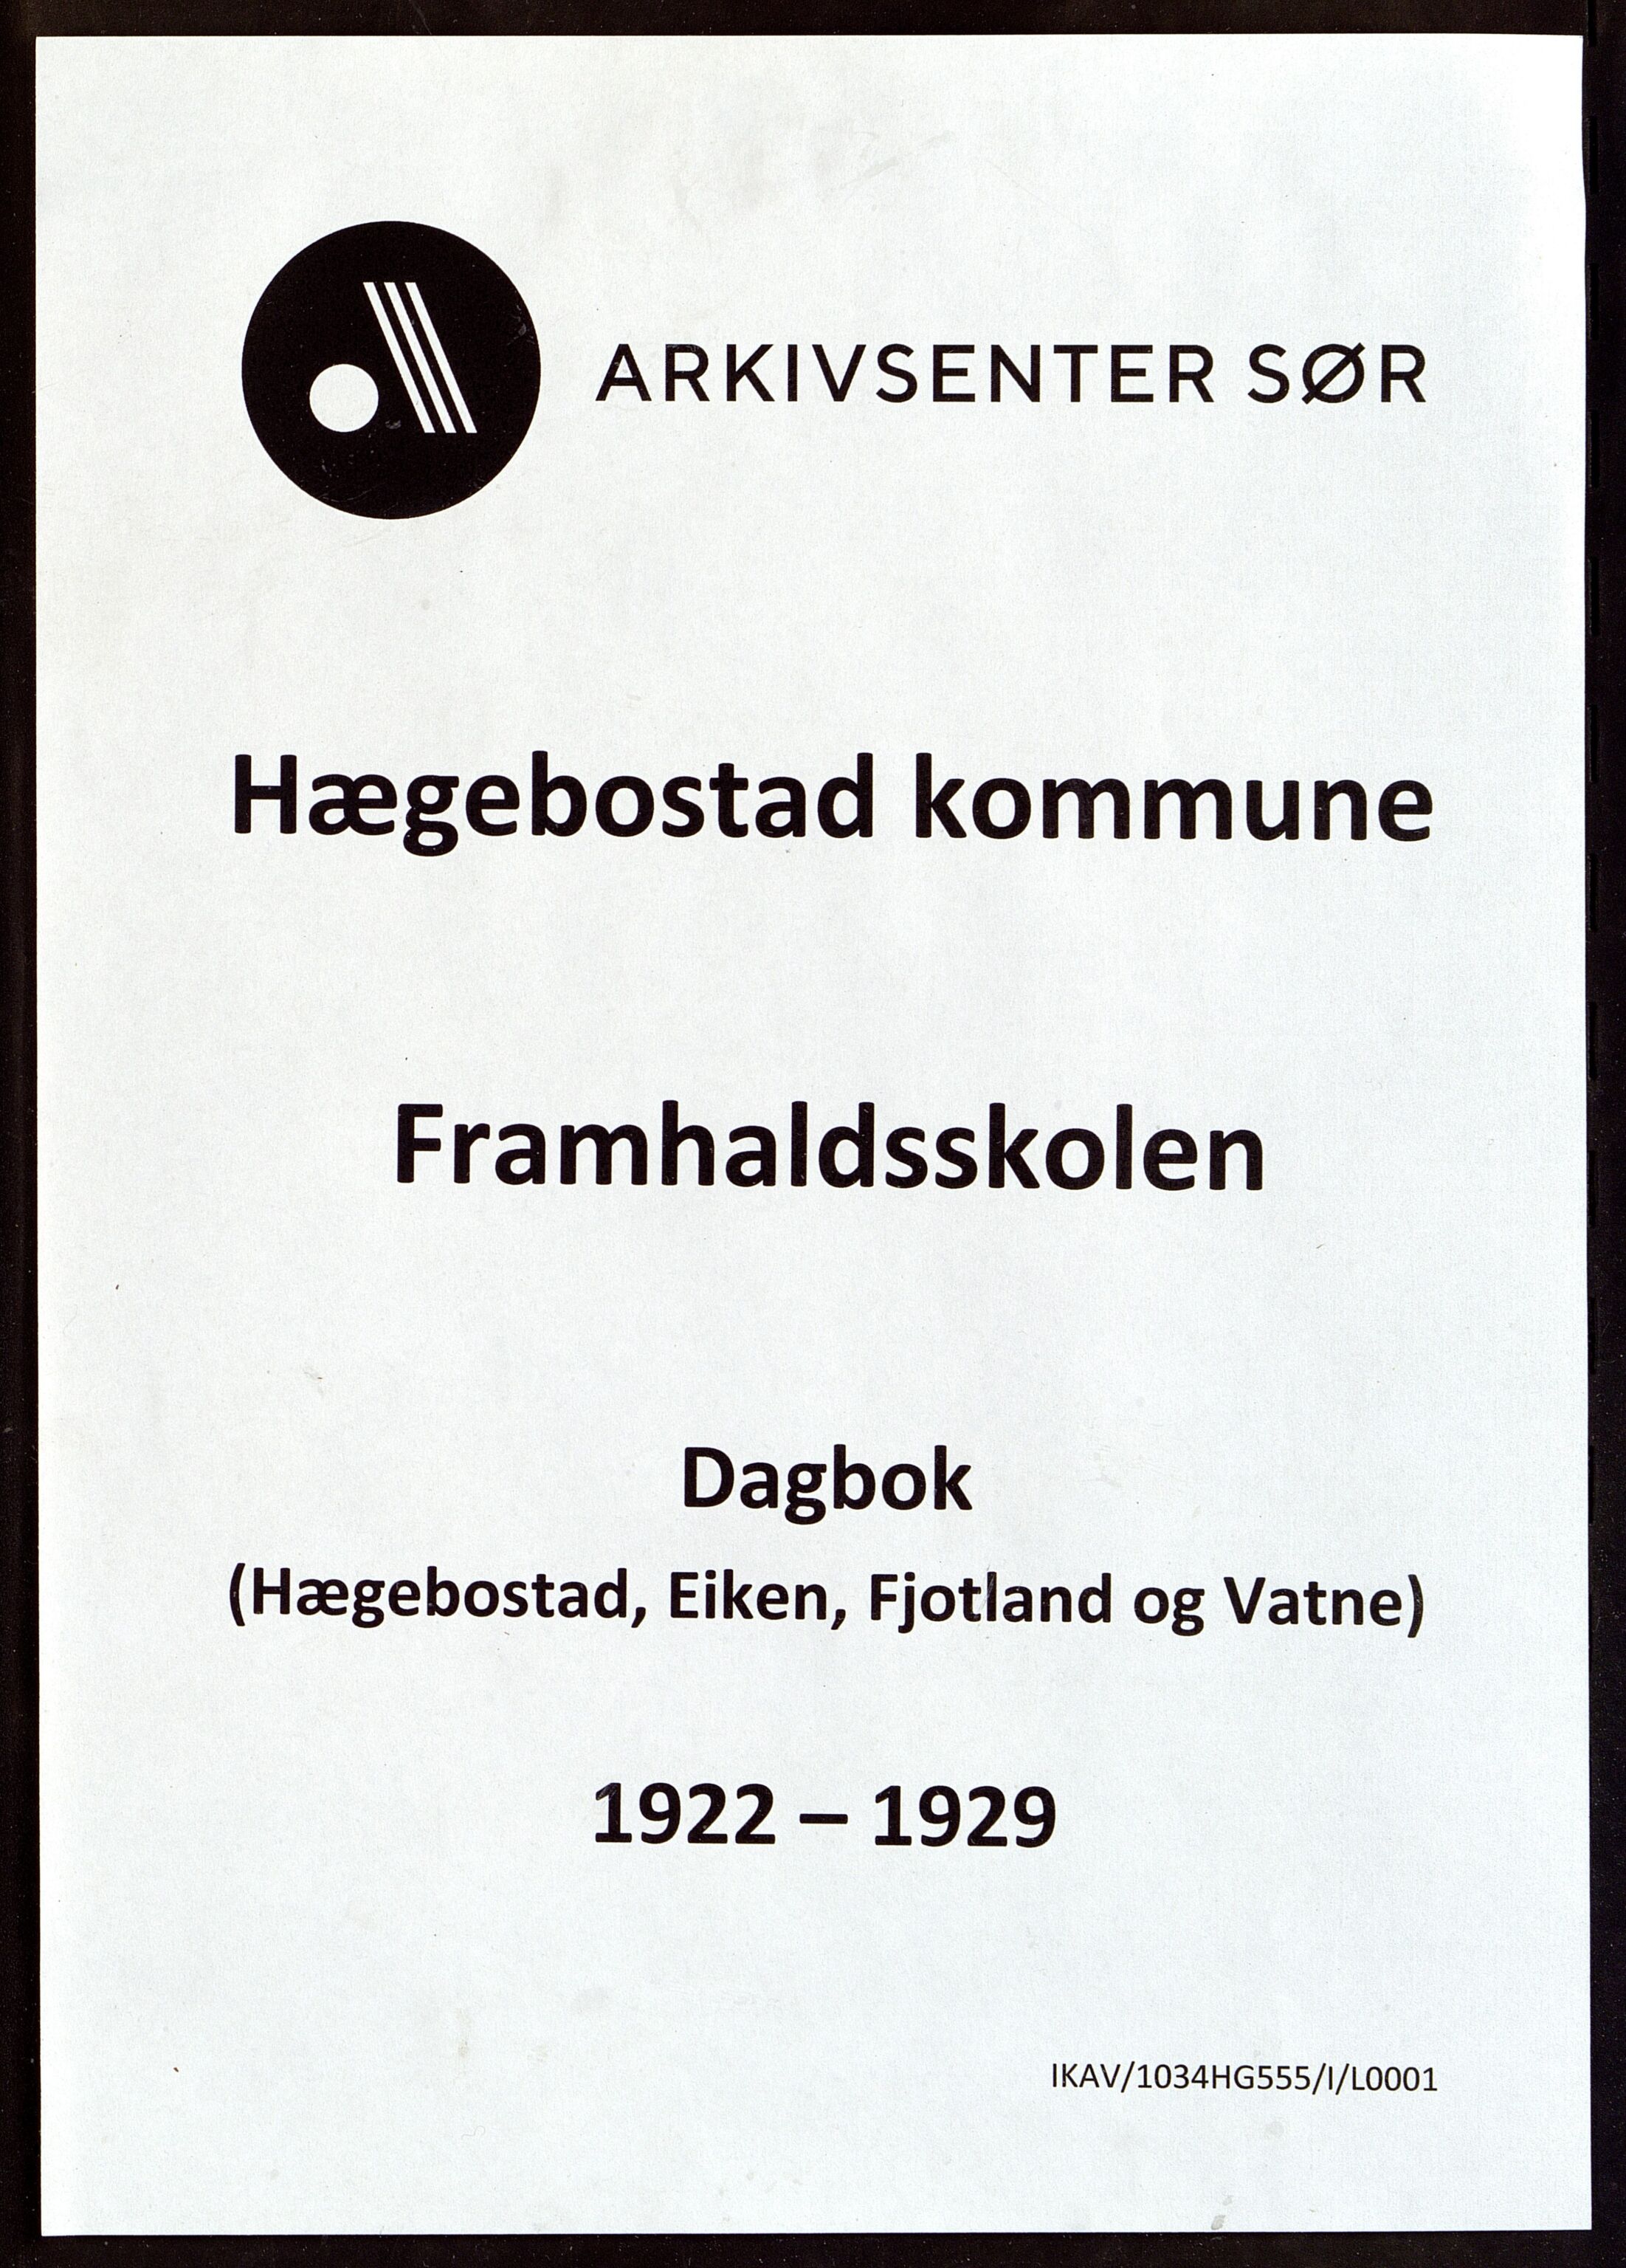 ARKIVSENTER SØR
Hægebostad kommune
Framhaldsskolen
Dagbok
(Hægebostad, Eiken, Fjotland og Vatne)
1922 – 1929
IKAV/1034HG555/I/L0001